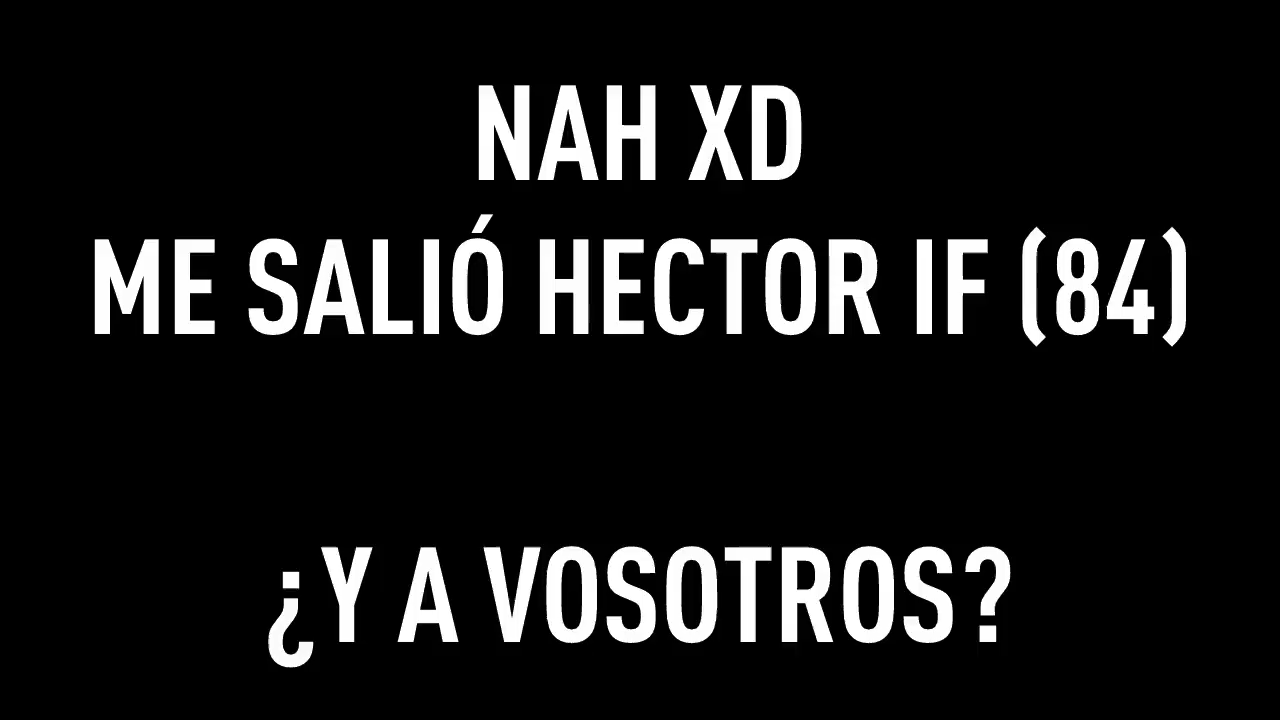 NAH XD
ME SALIÓ HECTOR IF (84)
¿Y A VOSOTROS?